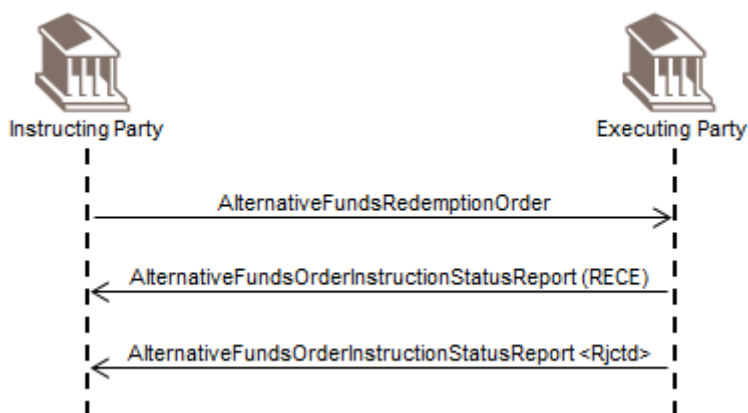 Instructing Party
Executing Party
AlternativeFundsRedemptionOrder
AlternativeFundsOrderInstructionStatusReport (RECE)
AlternativeFundsOrderInstructionStatusReport <Rjctd>